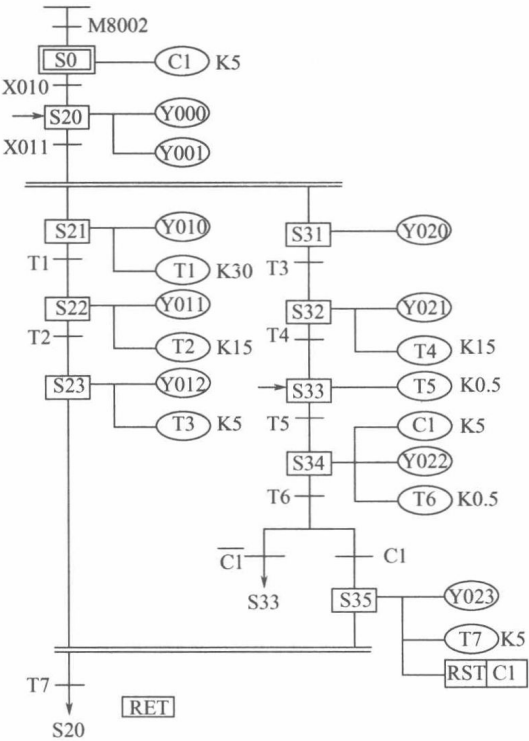 M8002
S0 C1 K5
X010
S20 Y000
X011 Y001
S21 Y010 S31 Y020
T1 T1 K30 T3
S22 Y011 S32 Y021
T2 T2 K15 T4 T4 K15
S23 Y012 S33 T5 K0.5
T3 K5 T5 C1 K5
S34 Y022
T6 T6 K0.5
C1 C1
S33 S35 Y023
T7 K5
RST C1
T7
S20 RET